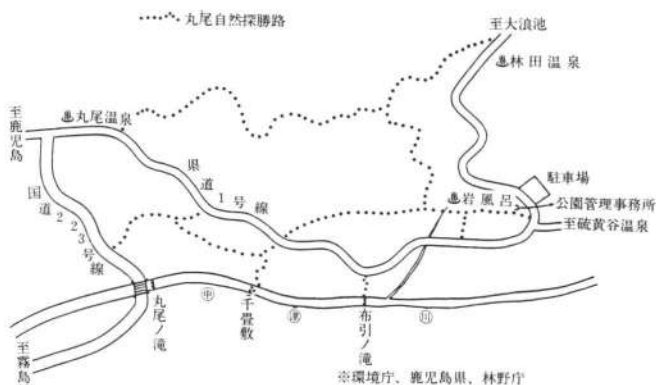 丸尾自然探勝路
至大浪池
♨林田温泉
至鹿児島
♨丸尾温泉
県道1号線
国道223号線
駐車場
♨岩風呂
公園管理事務所
至硫黄谷温泉
丸尾ノ滝
㊥
千畳敷
布引ノ滝
川
至霧島
※環境庁、鹿児島県、林野庁